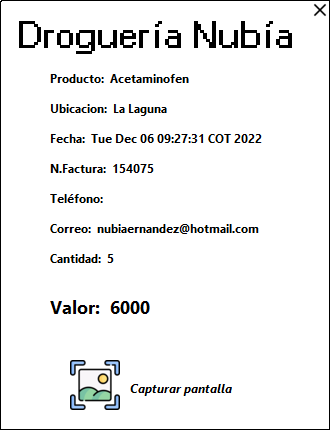 Droguería Nubía
Producto: Acetaminofen
Ubicacion: La Laguna
Fecha: Tue Dec 06 09:27:31 COT 2022
N.Factura: 154075
Teléfono:
Correo: nubiaernandez@hotmail.com
Cantidad: 5
Valor: 6000
Capturar pantalla